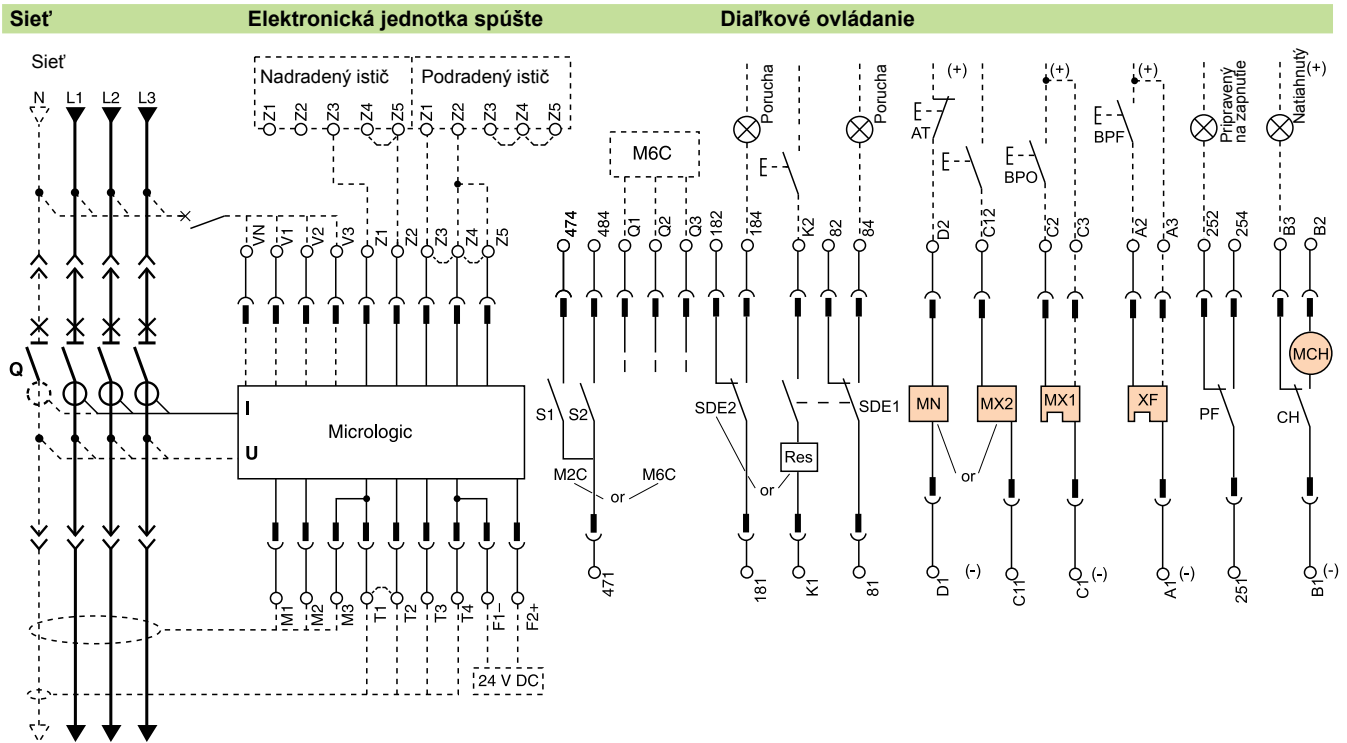 Sieť Elektronická jednotka spúšte Diaľkové ovládanie
Sieť
N L1 L2 L3
Nadradený istič Podradený istič
Z1 Z2 Z3 Z4 Z5 Z1 Z2 Z3 Z4 Z5
M6C
Porucha
Porucha
(+)
AT
(+)
BPO
(+)
BPF
Pripravený
na zapnutie
Natiahnutý
(+)
VN V1 V2 V3 Z1 Z2 Z3 Z4 Z5
474 484 Q1 Q2 Q3 182 184 K2 82 84 D2 C12 C2 C3 A2 A3 252 254 B3 B2
Q
I
U
Micrologic
S1 S2
SDE2
Res
SDE1
MN MX2 MX1 XF
PF
CH
MCH
M2C or M6C
or
or
471 181 K1 81 D1 (-) C11 C1 (-) A1 (-) 251 B1 (-)
M1 M2 M3 T1 T2 T3 T4 F1– F2+
24 V DC